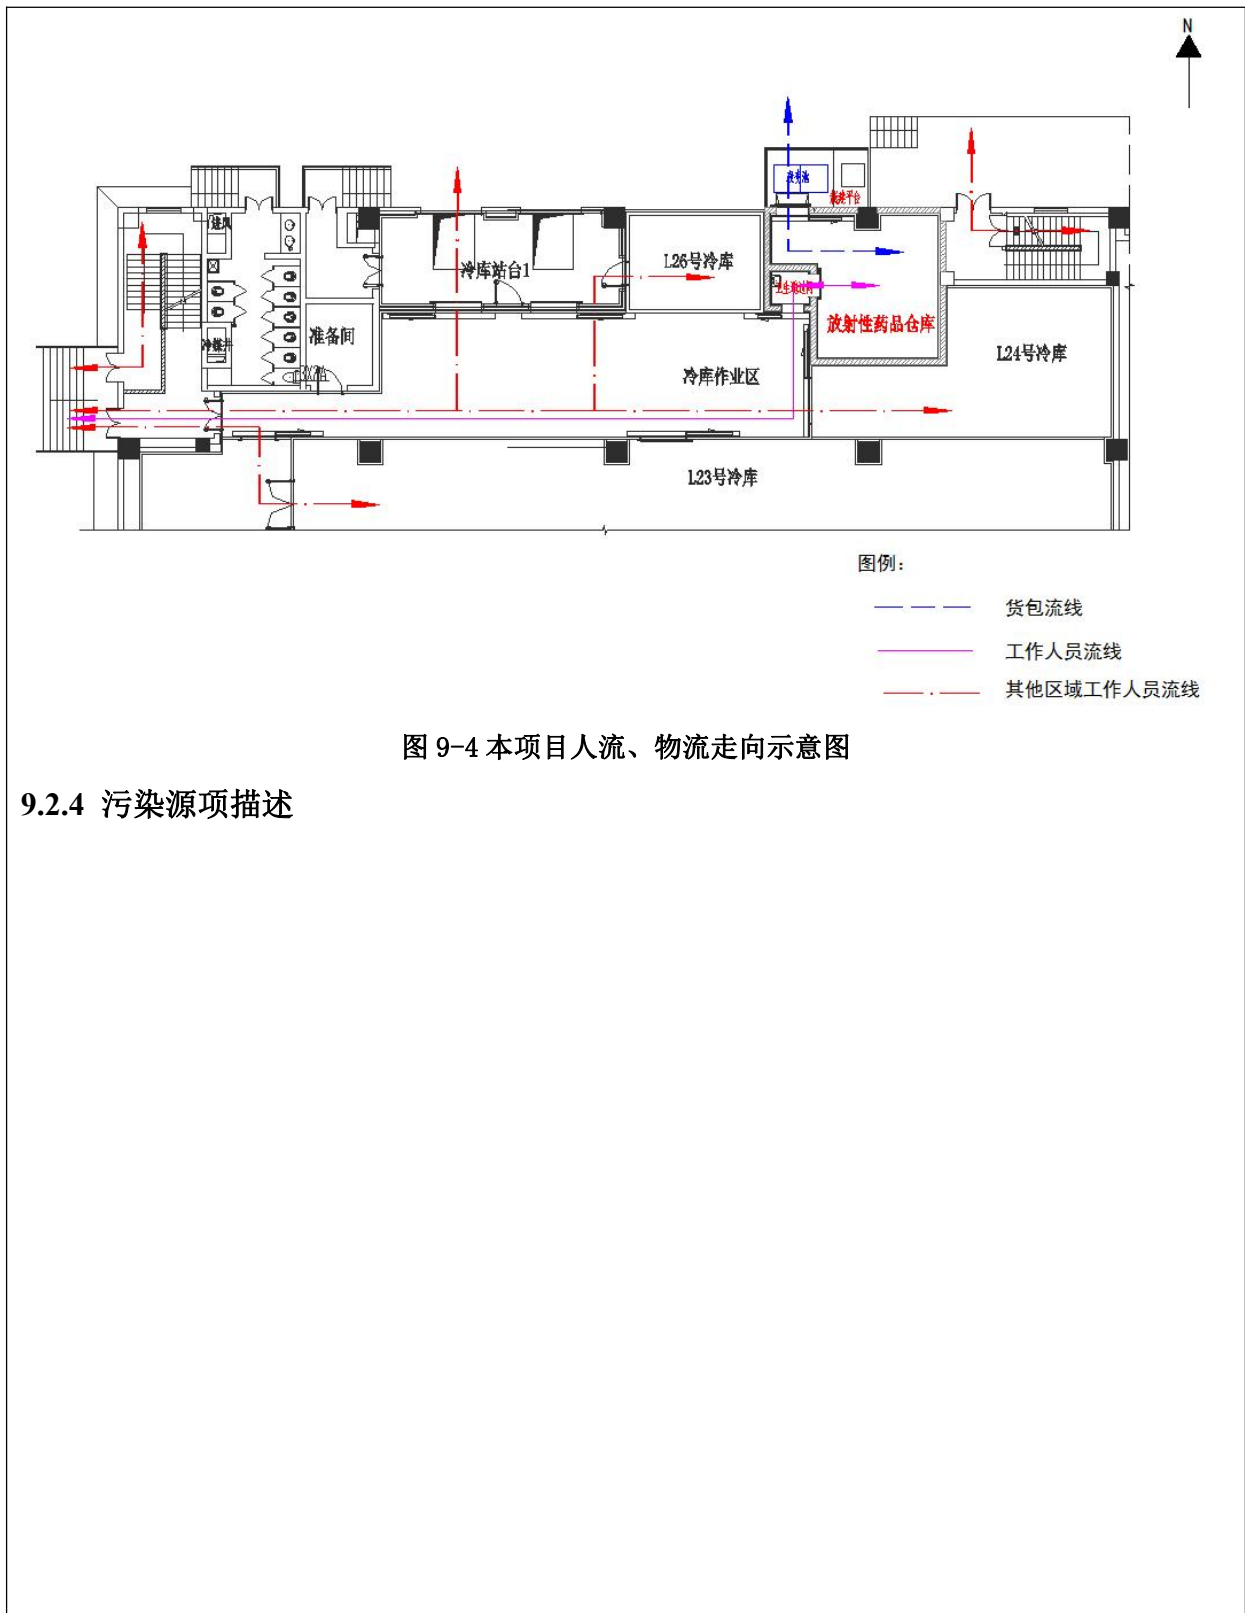 N
冷库站台1
L26号冷库
放射性药品仓库
准备间
冷库作业区
L24号冷库
L23号冷库
图例：
货包流线
工作人员流线
其他区域工作人员流线
图 9-4 本项目人流、物流走向示意图
9.2.4 污染源项描述